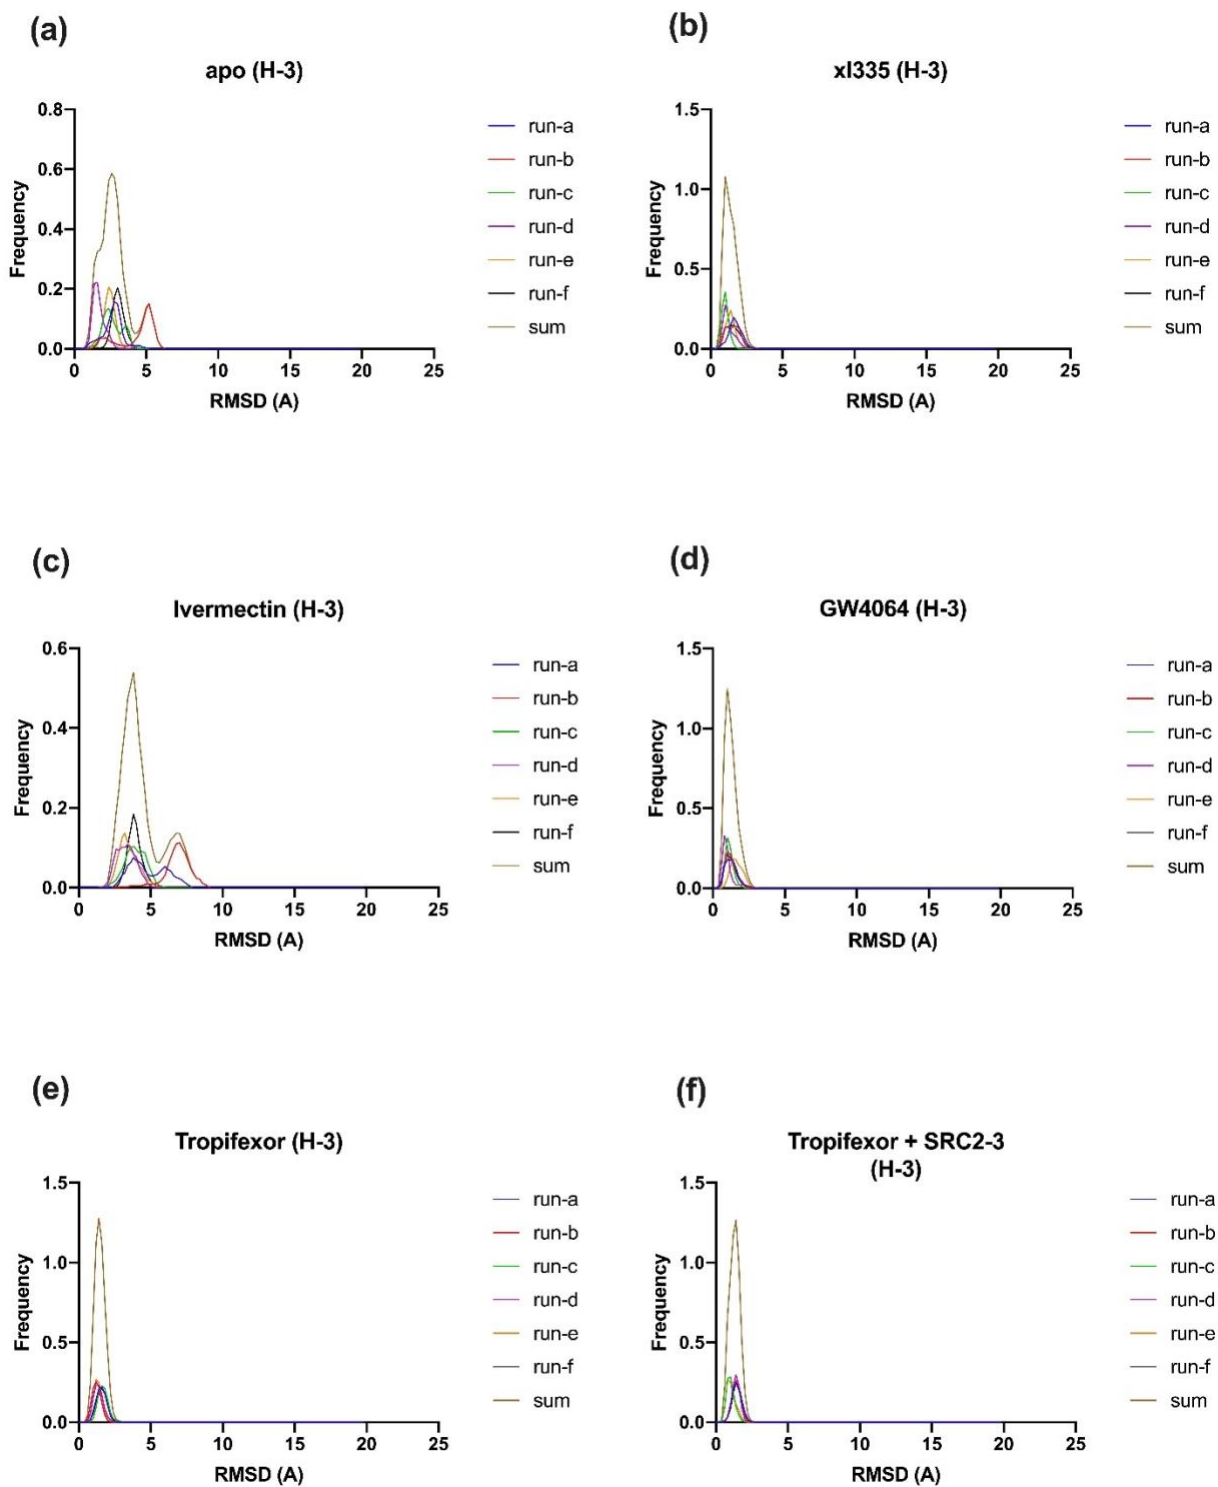 (a)
apo (H-3)
Frequency
0.8
0.6
0.4
0.2
0.0
0 5 10 15 20 25
RMSD (A)
run-a
run-b
run-c
run-d
run-e
run-f
sum
(b)
xl335 (H-3)
Frequency
1.5
1.0
0.5
0.0
0 5 10 15 20 25
RMSD (A)
run-a
run-b
run-c
run-d
run-e
run-f
sum
(c)
Ivermectin (H-3)
Frequency
0.6
0.4
0.2
0.0
0 5 10 15 20 25
RMSD (A)
run-a
run-b
run-c
run-d
run-e
run-f
sum
(d)
GW4064 (H-3)
Frequency
1.5
1.0
0.5
0.0
0 5 10 15 20 25
RMSD (A)
run-a
run-b
run-c
run-d
run-e
run-f
sum
(e)
Tropifexor (H-3)
Frequency
1.5
1.0
0.5
0.0
0 5 10 15 20 25
RMSD (A)
run-a
run-b
run-c
run-d
run-e
run-f
sum
(f)
Tropifexor + SRC2-3
(H-3)
Frequency
1.5
1.0
0.5
0.0
0 5 10 15 20 25
RMSD (A)
run-a
run-b
run-c
run-d
run-e
run-f
sum